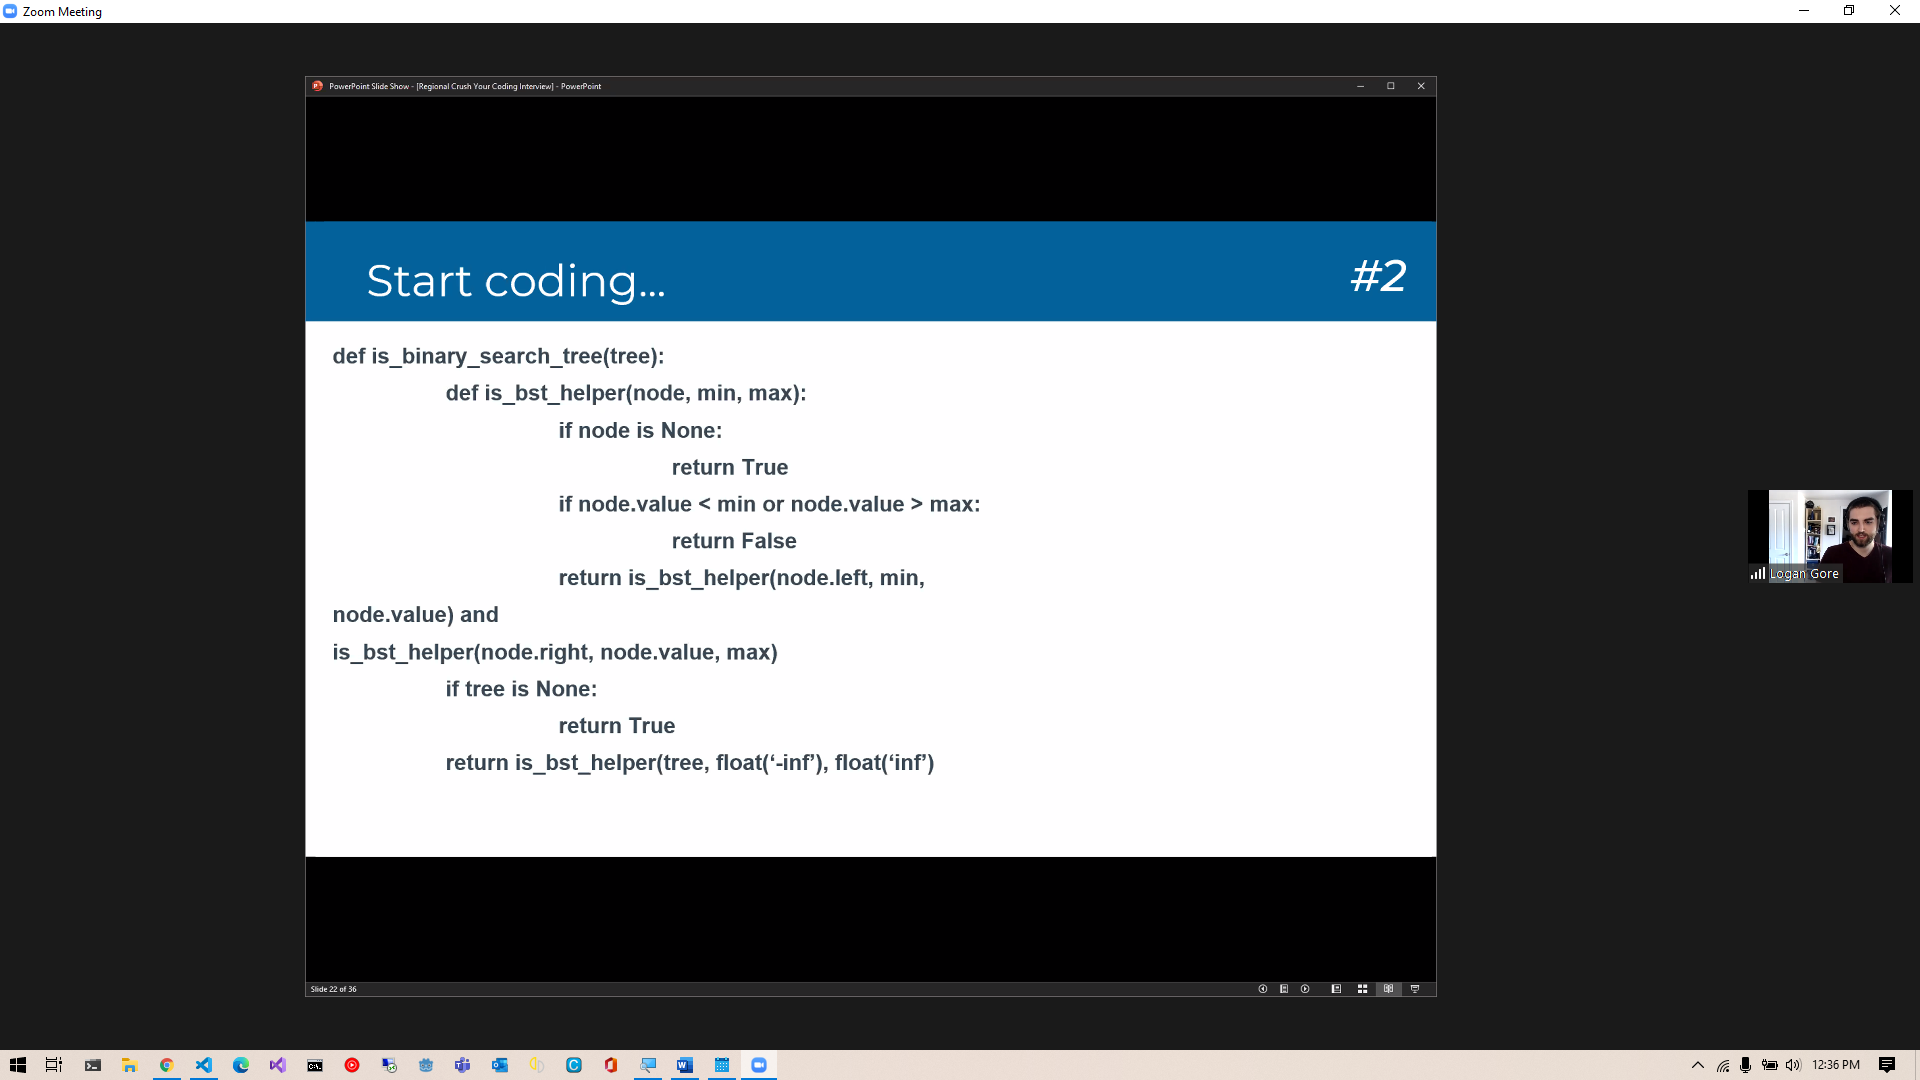 Zoom Meeting
PowerPoint Slide Show - [Regional Crush Your Coding Interview] - PowerPoint
Start coding... #2
def is_binary_search_tree(tree):
def is_bst_helper(node, min, max):
if node is None:
return True
if node.value < min or node.value > max:
return False
return is_bst_helper(node.left, min,
node.value) and
is_bst_helper(node.right, node.value, max)
if tree is None:
return True
return is_bst_helper(tree, float(‘-inf’), float(‘inf’)
Logan Gore
Slide 22 of 36
12:36 PM